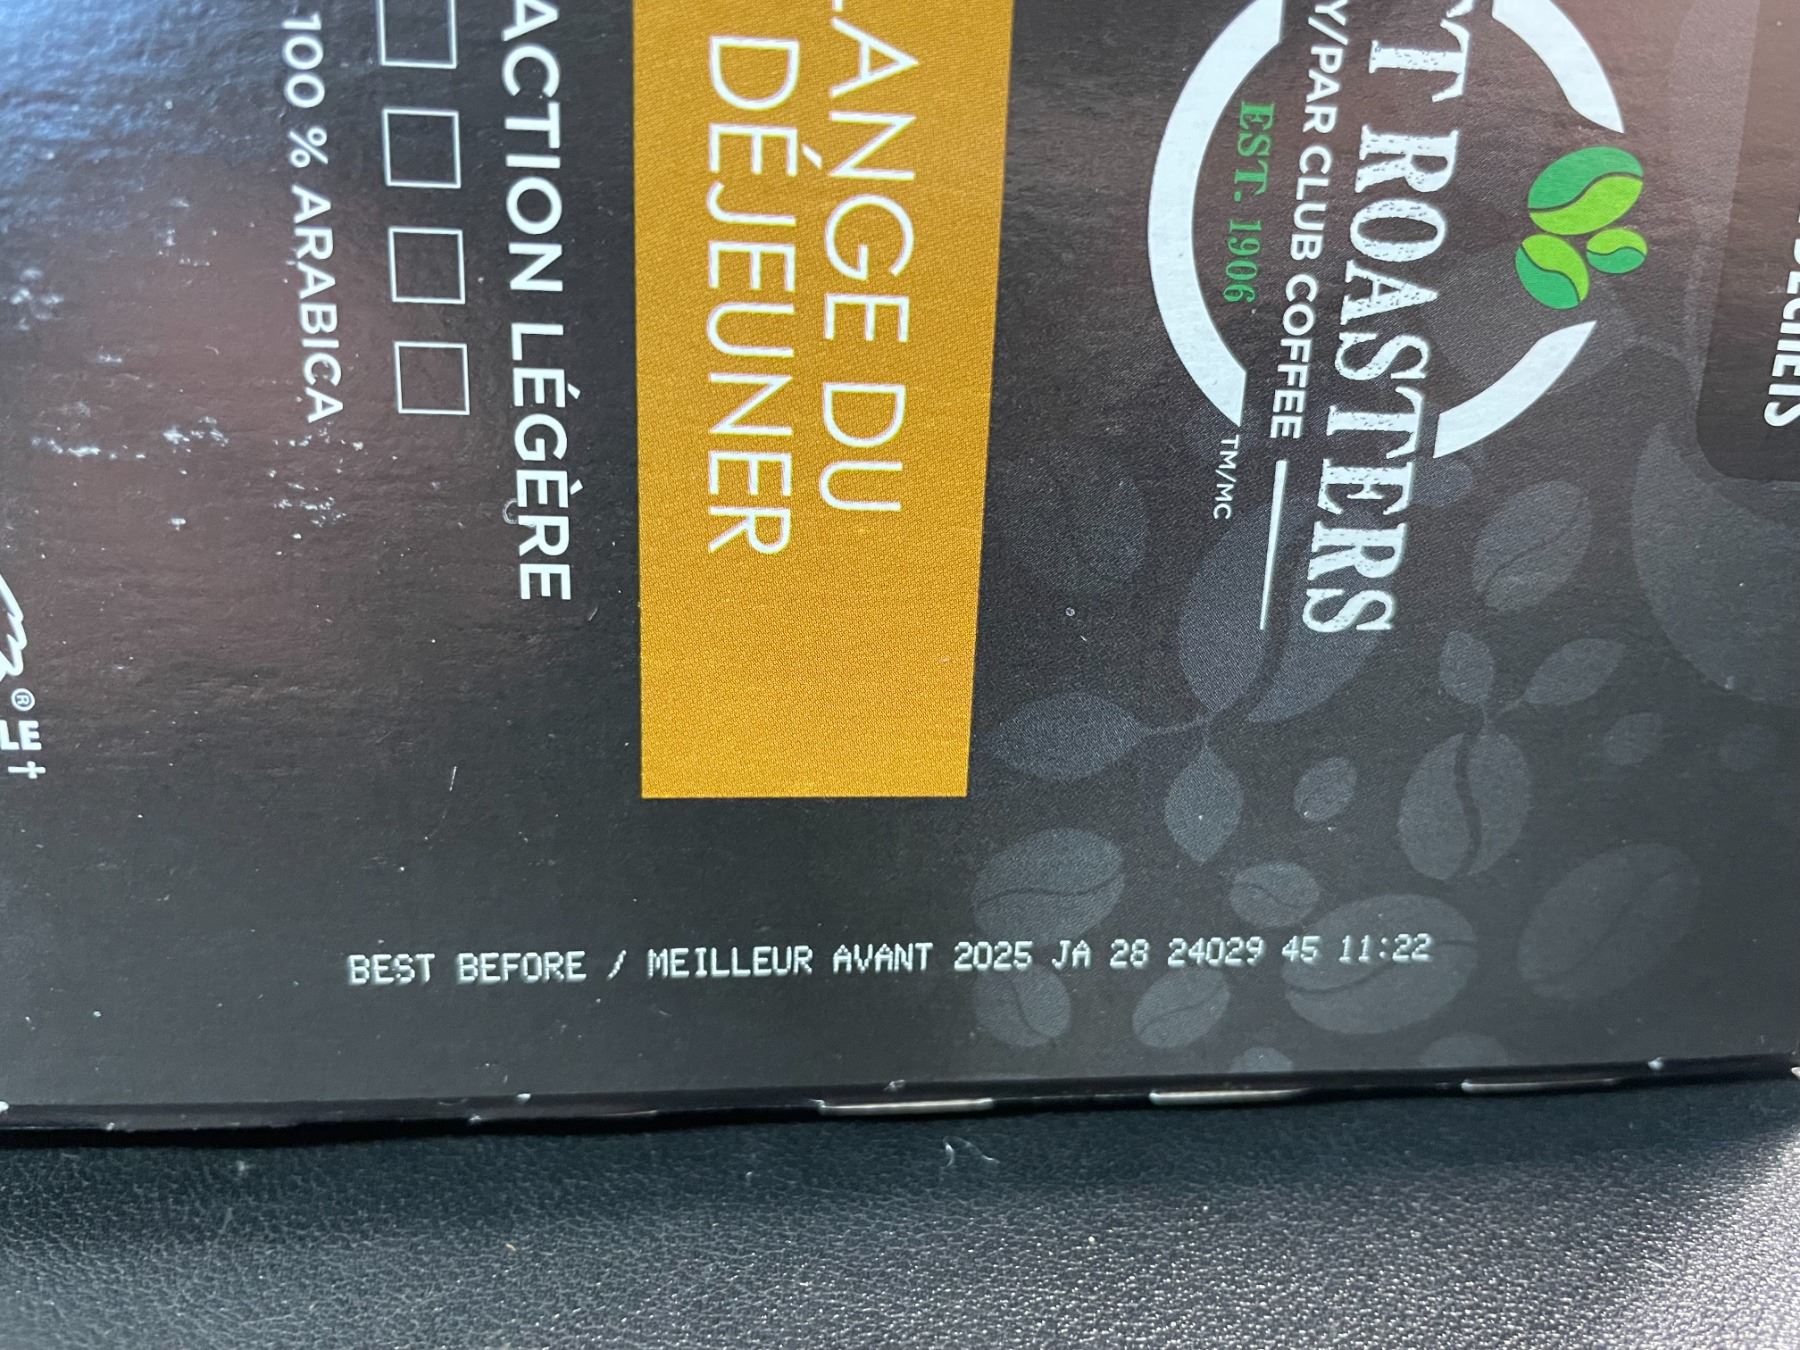 T ROASTERS
Y/PAR CLUB COFFEE
EST. 1906
TM/MC
LANGE DU
DÉJEUNER
ACTION LÉGÈRE
100 % ARABICA
® LE †
BEST BEFORE / MEILLEUR AVANT 2025 JA 28 24029 45 11:22